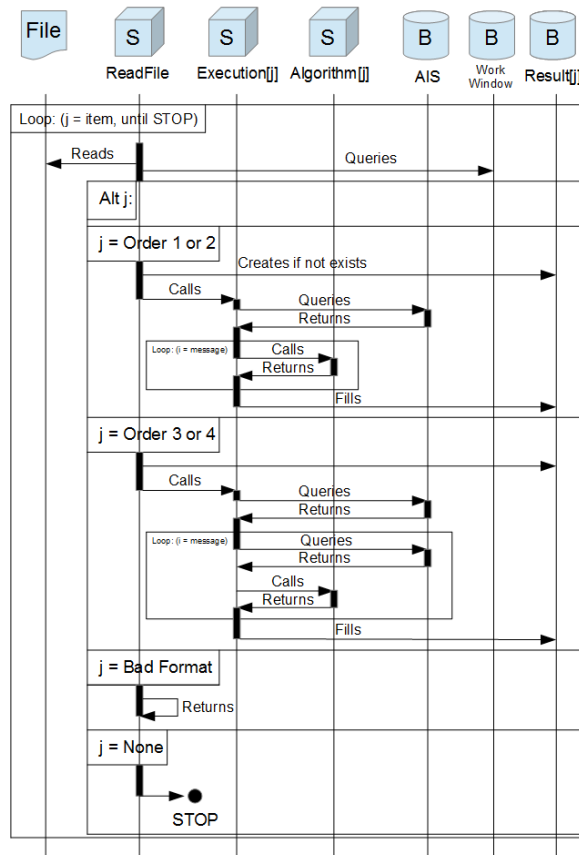 File
S
S
S
B
B
B
ReadFile
Execution[j]
Algorithm[j]
AIS
Work
Window
Result[j]
Loop: (j = item, until STOP)
Reads
Queries
Alt j:
j = Order 1 or 2
Creates if not exists
Calls
Queries
Returns
Loop: (i = message)
Calls
Returns
Fills
j = Order 3 or 4
Calls
Queries
Returns
Loop: (i = message)
Queries
Returns
Calls
Returns
Fills
j = Bad Format
Returns
j = None
STOP